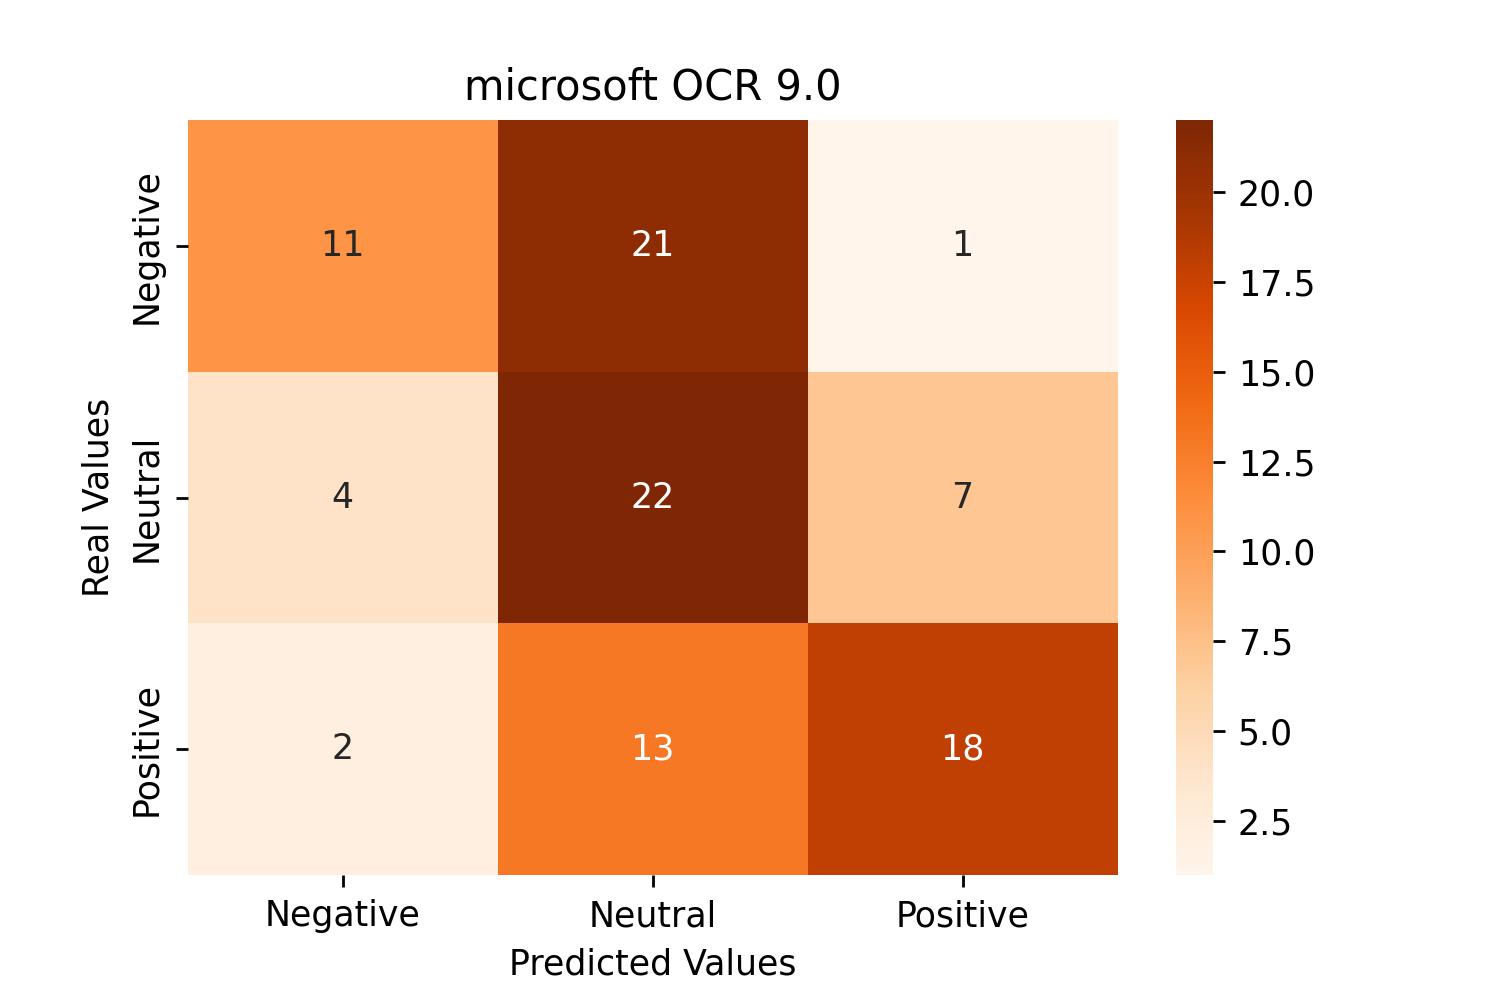 microsoft OCR 9.0
Real Values
Negative 11 21 1
Neutral 4 22 7
Positive 2 13 18
Negative Neutral Positive
Predicted Values
20.0
17.5
15.0
12.5
10.0
7.5
5.0
2.5